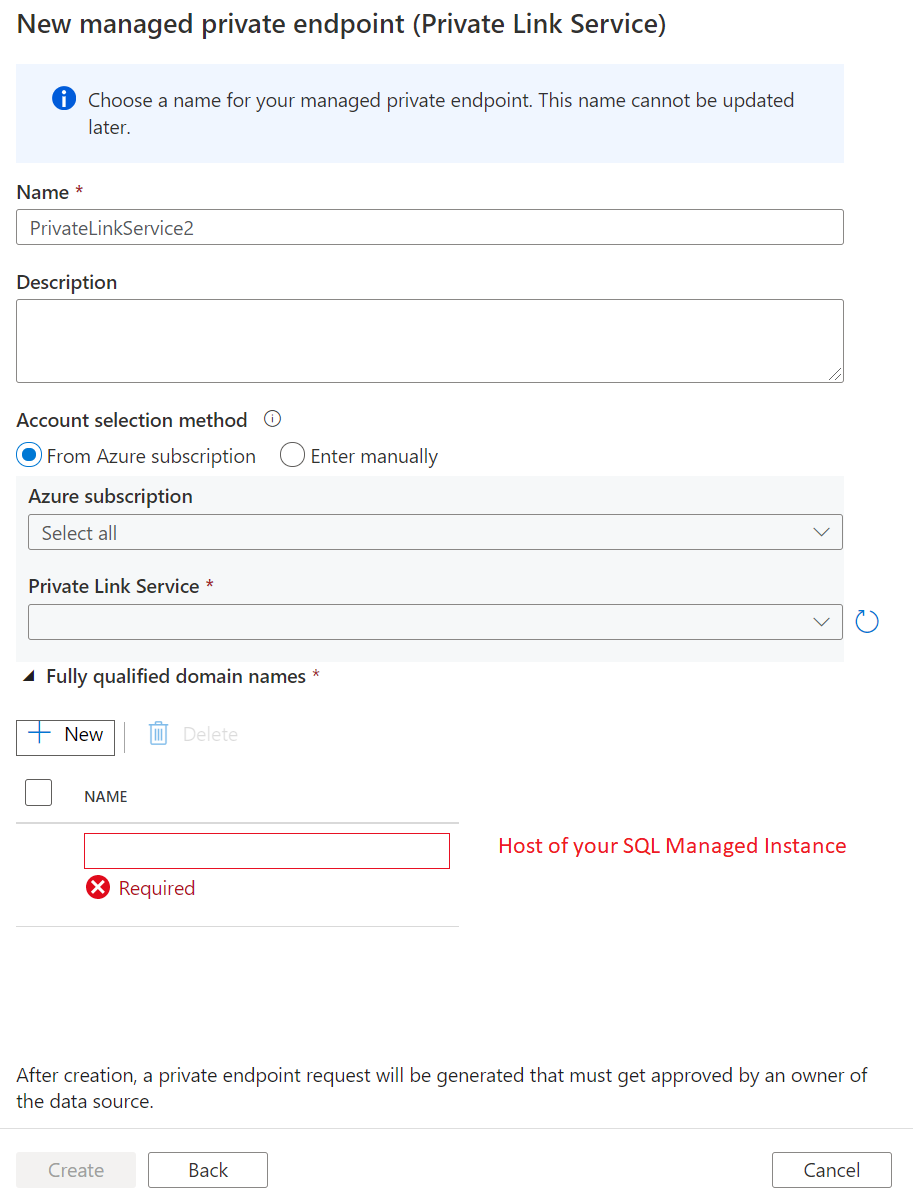 New managed private endpoint (Private Link Service)
Choose a name for your managed private endpoint. This name cannot be updated
later.
Name *
PrivateLinkService2
Description
Account selection method
From Azure subscription
Enter manually
Azure subscription
Select all
Private Link Service *
Fully qualified domain names *
New
Delete
NAME
Host of your SQL Managed Instance
Required
After creation, a private endpoint request will be generated that must get approved by an owner of
the data source.
Create
Back
Cancel